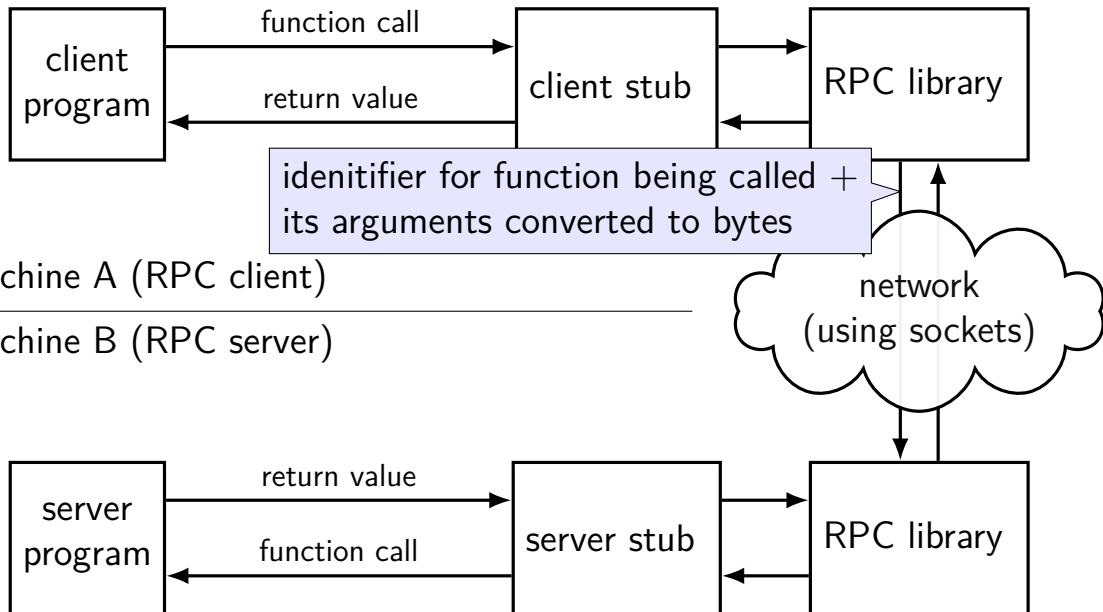 function call
client
program
return value
client stub
RPC library
idenitifier for function being called +
its arguments converted to bytes
chine A (RPC client)
chine B (RPC server)
network
(using sockets)
server
program
return value
function call
server stub
RPC library